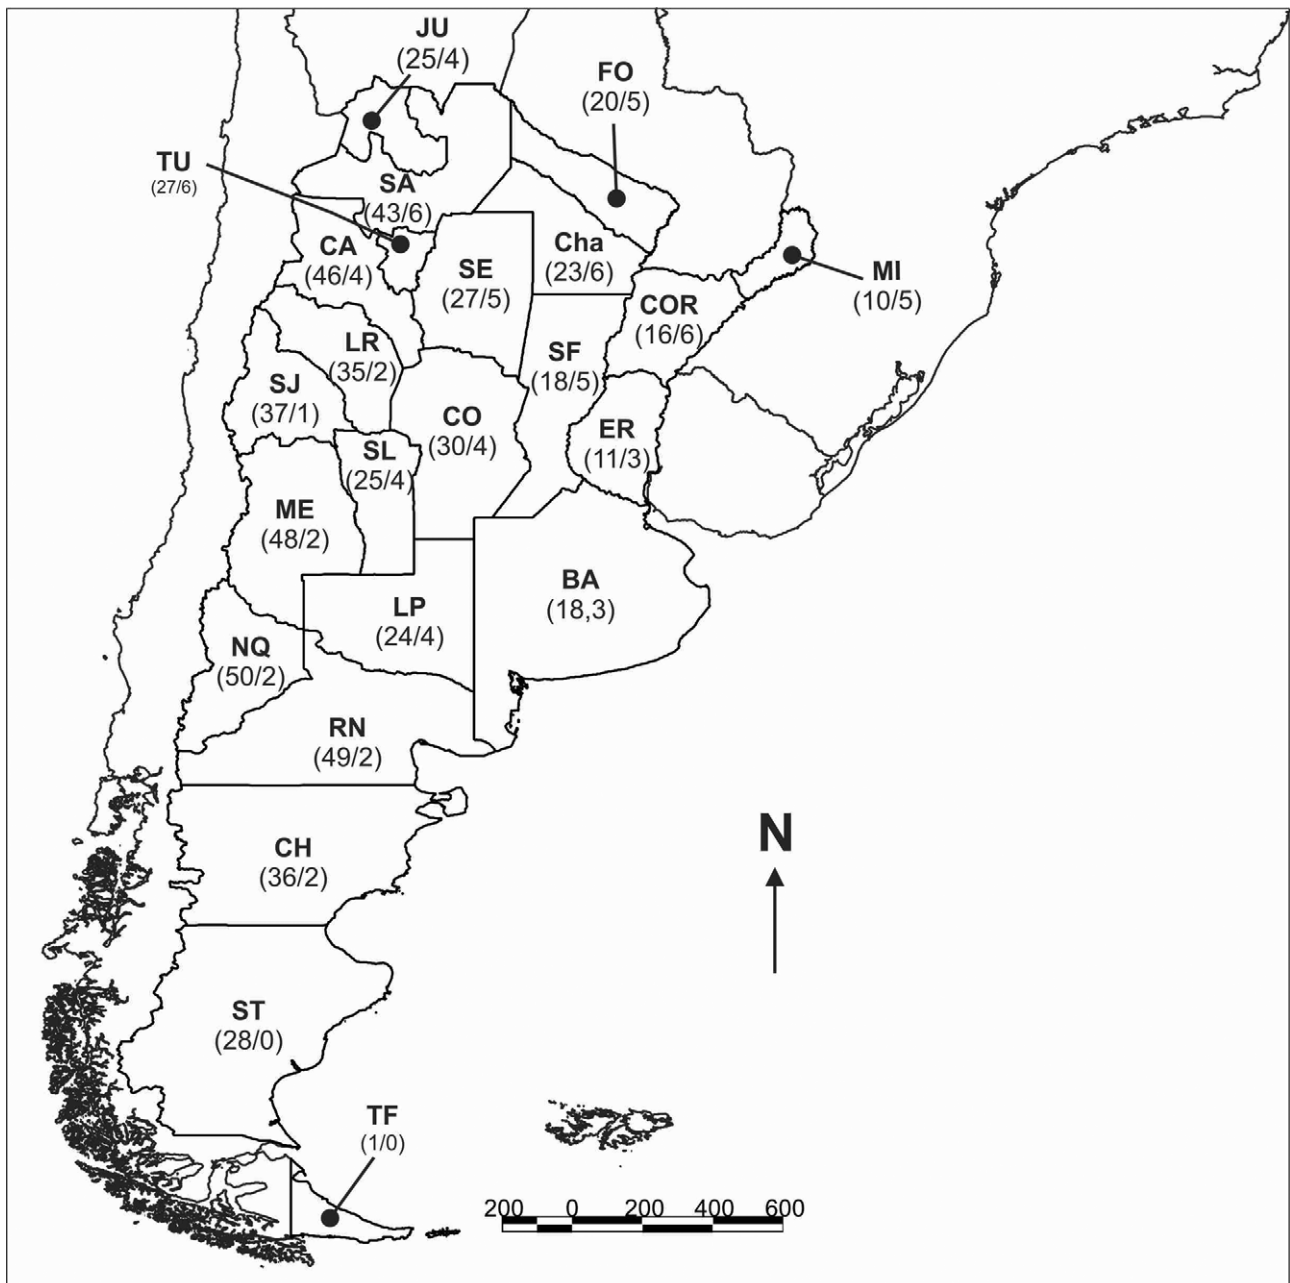 JU
(25/4)
FO
(20/5)
TU
(27/6)
SA
(43/6)
CA
(46/4)
SE
(27/5)
Cha
(23/6)
MI
(10/5)
COR
(16/6)
LR
(35/2)
SF
(18/5)
SJ
(37/1)
CO
(30/4)
ER
(11/3)
SL
(25/4)
ME
(48/2)
BA
(18,3)
LP
(24/4)
NQ
(50/2)
RN
(49/2)
N
CH
(36/2)
ST
(28/0)
TF
(1/0)
200 0 200 400 600